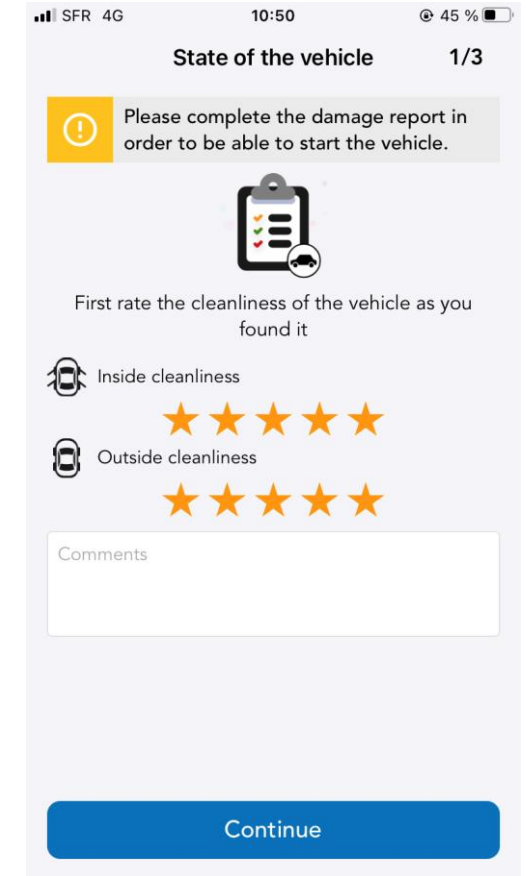 SFR 4G 10:50 45 %
State of the vehicle 1/3
Please complete the damage report in
order to be able to start the vehicle.
First rate the cleanliness of the vehicle as you
found it
Inside cleanliness
Outside cleanliness
Comments
Continue